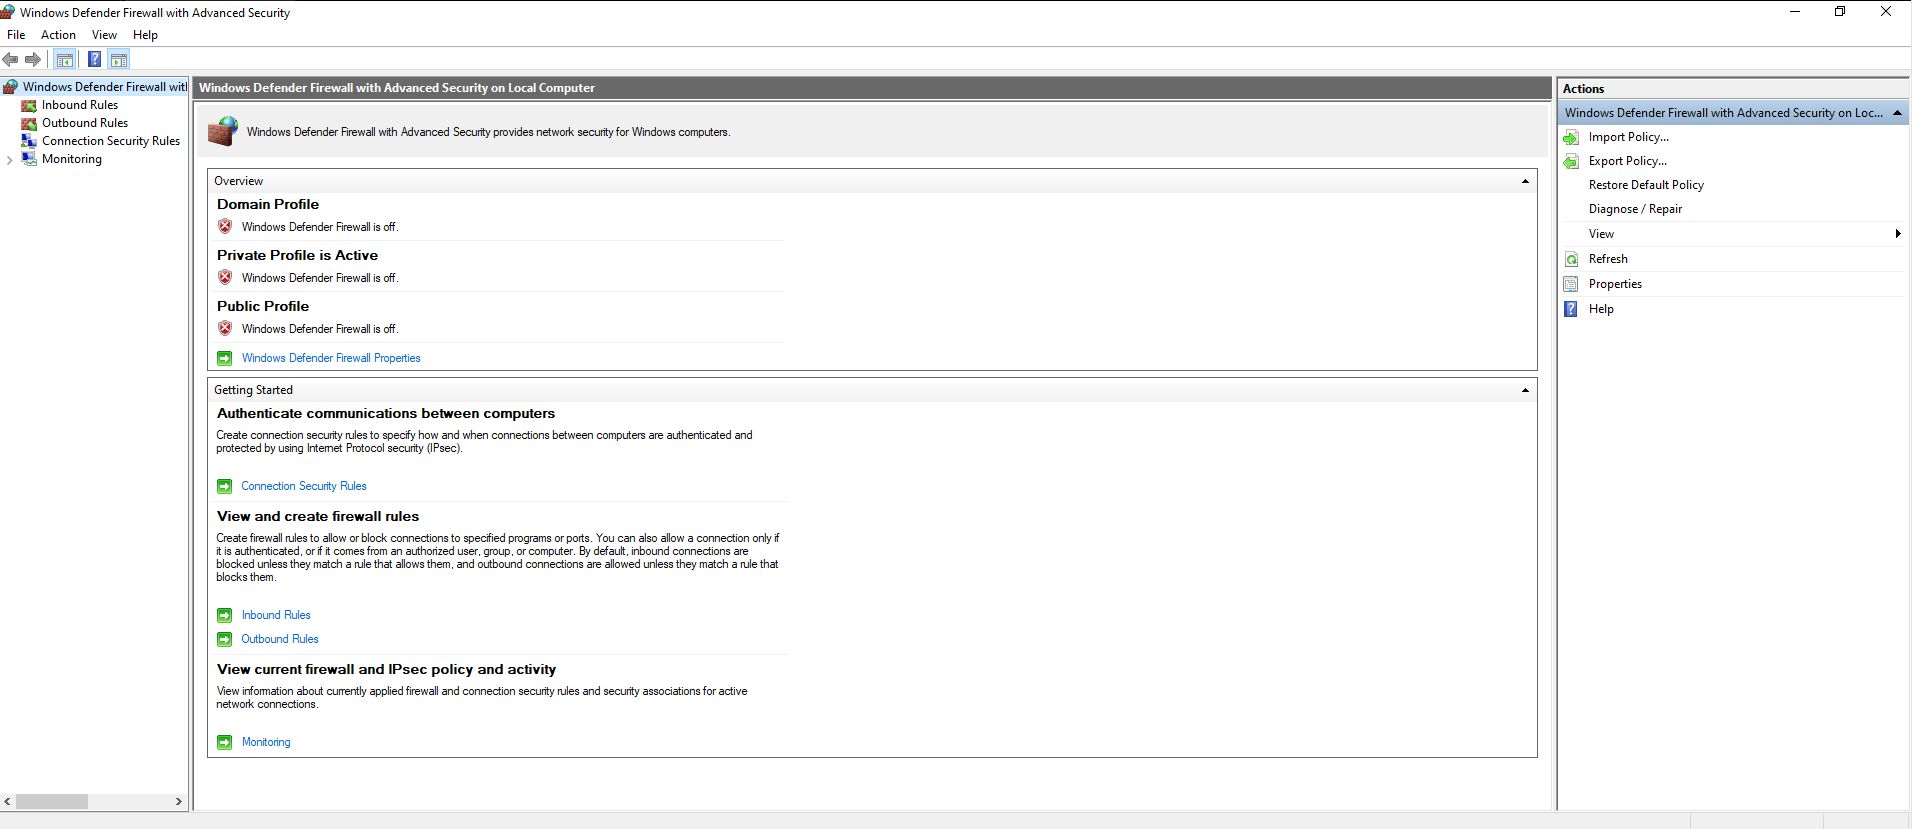 Windows Defender Firewall with Advanced Security
File Action View Help
Windows Defender Firewall with
Inbound Rules
Outbound Rules
Connection Security Rules
Monitoring
Windows Defender Firewall with Advanced Security on Local Computer
Windows Defender Firewall with Advanced Security provides network security for Windows computers.
Overview
Domain Profile
Windows Defender Firewall is off.
Private Profile is Active
Windows Defender Firewall is off.
Public Profile
Windows Defender Firewall is off.
Windows Defender Firewall Properties
Getting Started
Authenticate communications between computers
Create connection security rules to specify how and when connections between computers are authenticated and
protected by using Internet Protocol security (IPsec).
Connection Security Rules
View and create firewall rules
Create firewall rules to allow or block connections to specified programs or ports. You can also allow a connection only if
it is authenticated, or if it comes from an authorized user, group, or computer. By default, inbound connections are
blocked unless they match a rule that allows them, and outbound connections are allowed unless they match a rule that
blocks them.
Inbound Rules
Outbound Rules
View current firewall and IPsec policy and activity
View information about currently applied firewall and connection security rules and security associations for active
network connections.
Monitoring
Actions
Windows Defender Firewall with Advanced Security on Loc...
Import Policy...
Export Policy...
Restore Default Policy
Diagnose / Repair
View
Refresh
Properties
Help